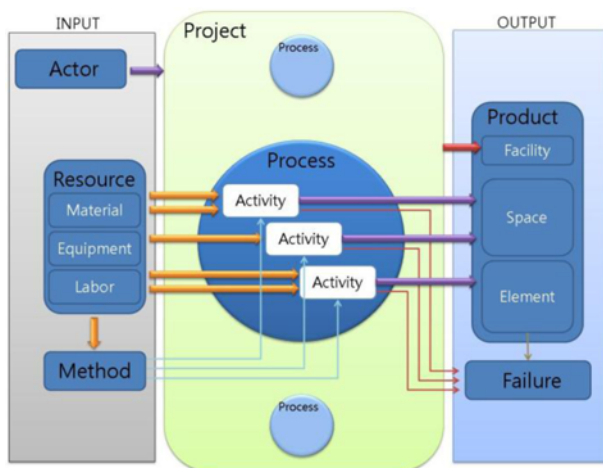 INPUT
Project
OUTPUT
Actor
Process
Product
Facility
Process
Resource
Material
Activity
Space
Equipment
Activity
Labor
Activity
Element
Method
Failure
Process